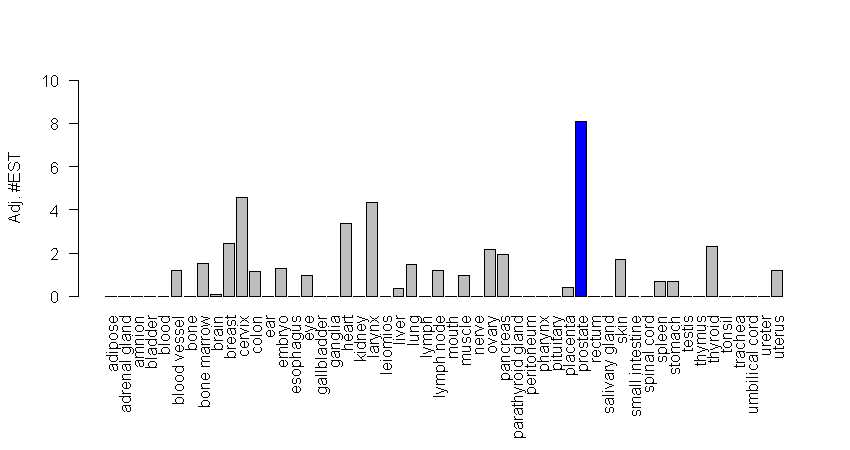 Adj. #EST
10
8
6
4
2
0
adipose
adrenal gland
amnion
bladder
blood
blood vessel
bone
bone marrow
brain
breast
cervix
colon
ear
embryo
esophagus
eye
gallbladder
ganglia
heart
kidney
larynx
leiomios
liver
lung
lymph
lymph node
mouth
muscle
nerve
ovary
pancreas
parathyroid gland
peritoneum
pharynx
pituitary
placenta
prostate
rectum
salivary gland
skin
small intestine
spinal cord
spleen
stomach
testis
thymus
thyroid
tonsil
trachea
umbilical cord
ureter
uterus